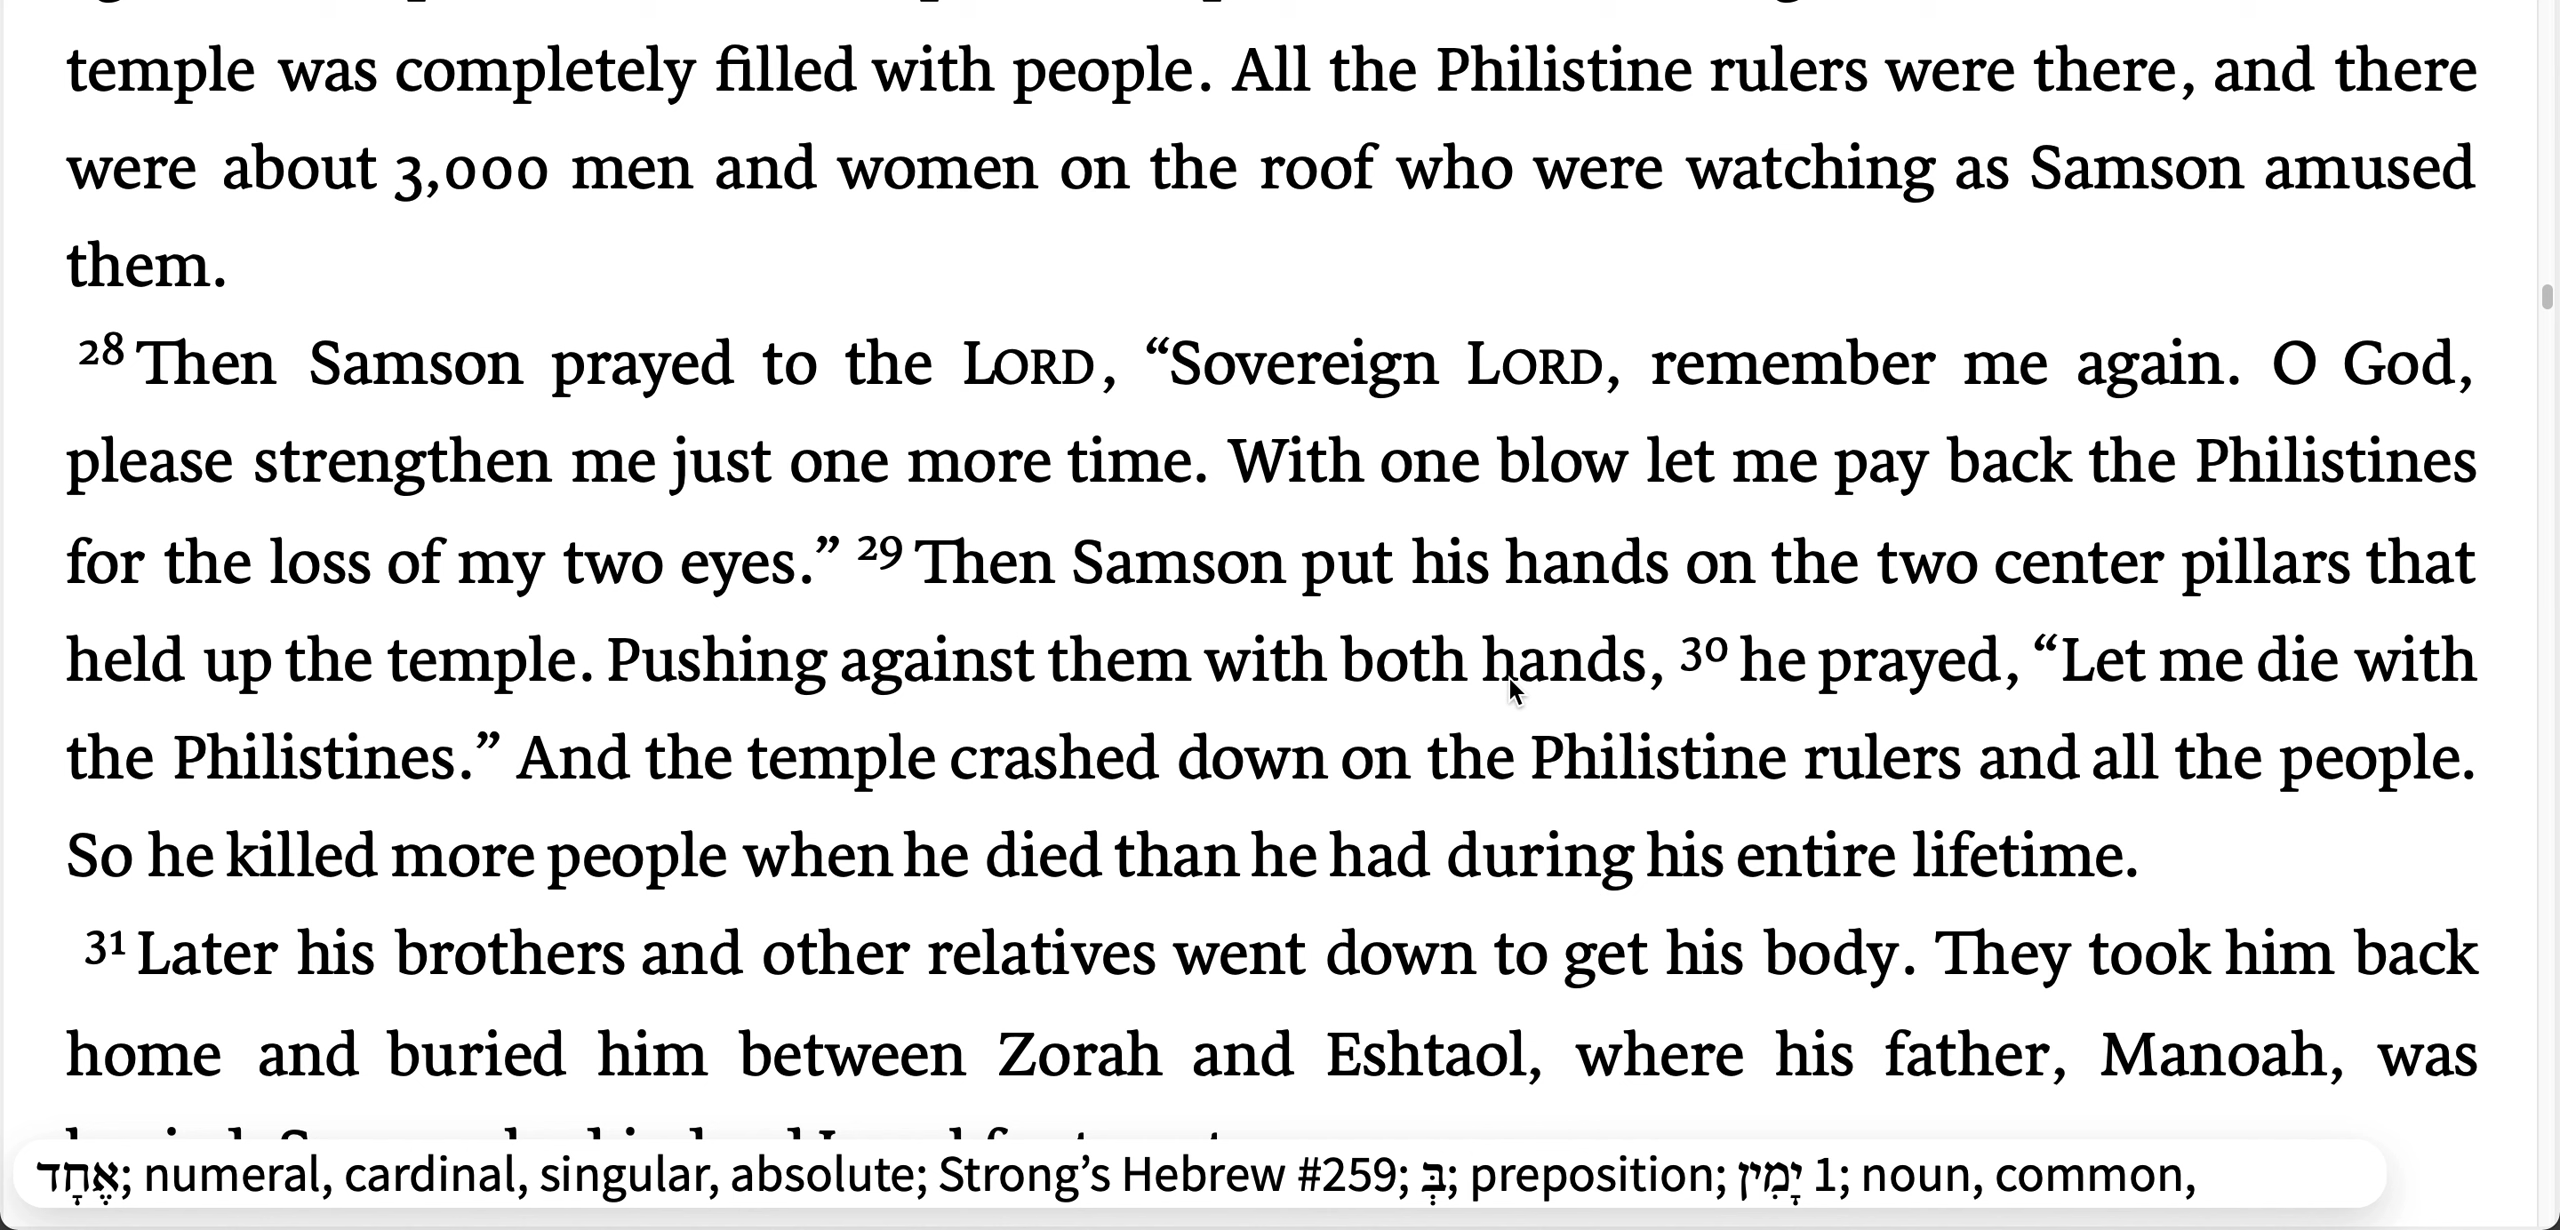 temple was completely filled with people. All the Philistine rulers were there, and there
were about 3,000 men and women on the roof who were watching as Samson amused
them.
28 Then Samson prayed to the LORD, “Sovereign LORD, remember me again. O God,
please strengthen me just one more time. With one blow let me pay back the Philistines
for the loss of my two eyes.” 29 Then Samson put his hands on the two center pillars that
held up the temple. Pushing against them with both hands, 30 he prayed, “Let me die with
the Philistines.” And the temple crashed down on the Philistine rulers and all the people.
So he killed more people when he died than he had during his entire lifetime.
31 Later his brothers and other relatives went down to get his body. They took him back
home and buried him between Zorah and Eshtaol, where his father, Manoah, was
אֶחָד; numeral, cardinal, singular, absolute; Strong’s Hebrew #259; בְּ; preposition; יָמִין 1; noun, common,